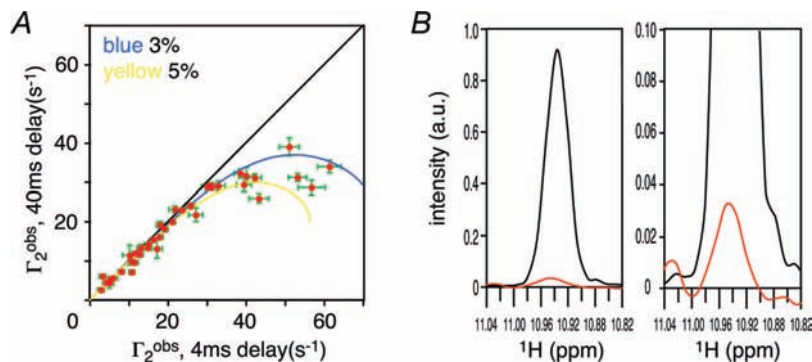 A
blue 3%
yellow 5%
Γ₂ᵒᵇˢ, 40ms delay(s⁻¹)
60
40
20
0
0 20 40 60
Γ₂ᵒᵇˢ, 4ms delay(s⁻¹)
B
intensity (a.u.)
1.0
0.8
0.6
0.4
0.2
0
11.04 11.00 10.96 10.92 10.88 10.82
¹H (ppm)
0.10
0.08
0.06
0.04
0.02
0
11.04 11.00 10.96 10.92 10.88 10.82
¹H (ppm)